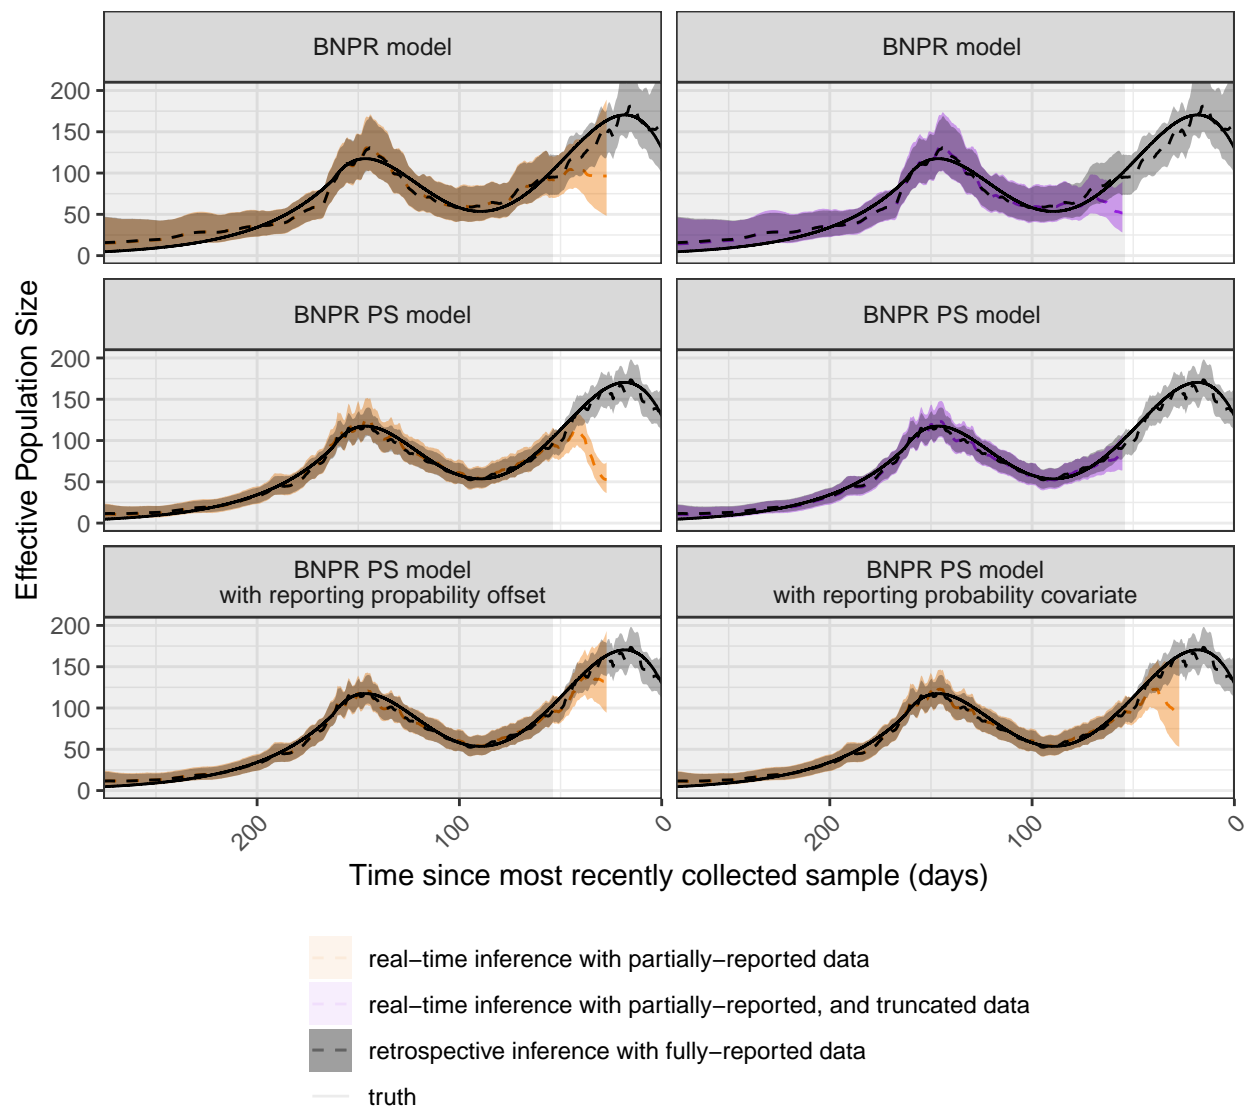 BNPR model
BNPR model
200
150
100
50
0
BNPR PS model
BNPR PS model
Effective Population Size
200
150
100
50
0
BNPR PS model
with reporting propability offset
BNPR PS model
with reporting probability covariate
200
150
100
50
0
200
100
0
200
100
0
Time since most recently collected sample (days)
real−time inference with partially−reported data
real−time inference with partially−reported, and truncated data
retrospective inference with fully−reported data
truth